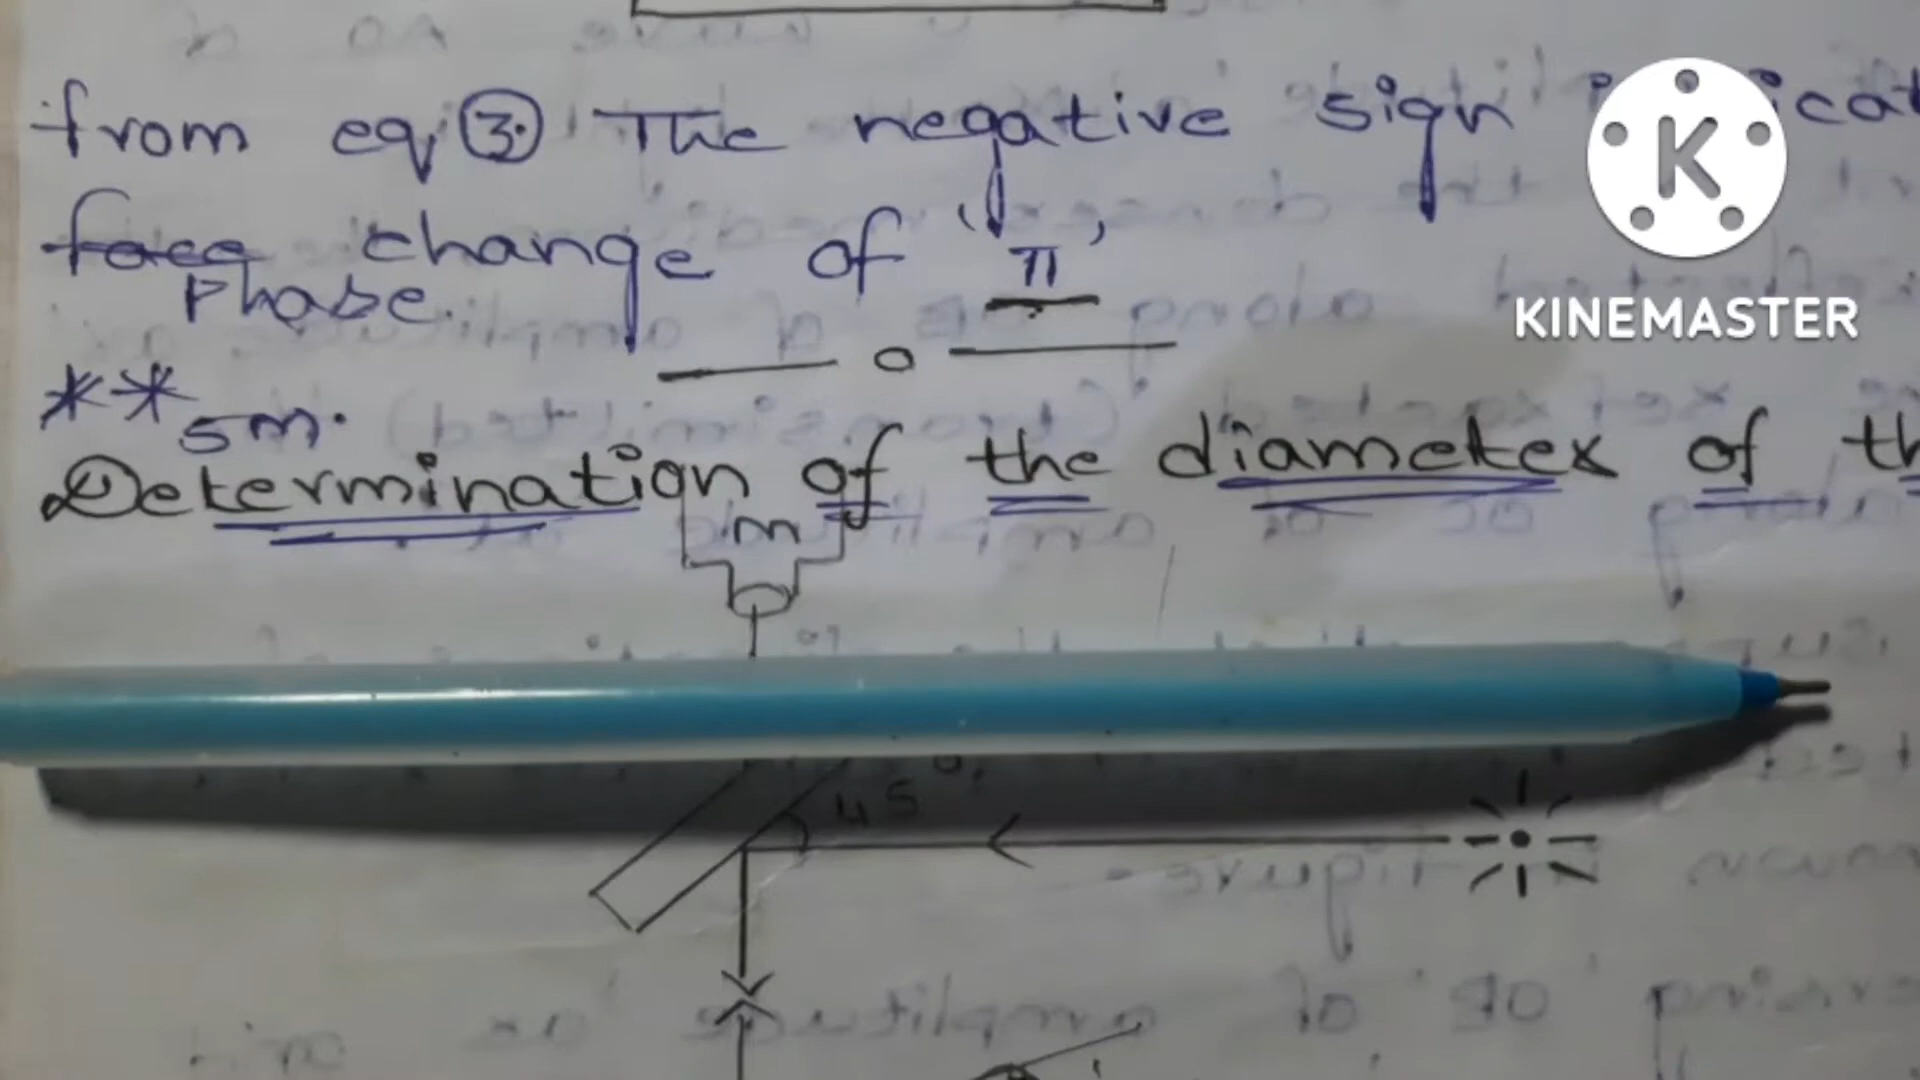 from eq ③. The negative sign
face change of 'π'
Phase.
** 5m.
Determination of the diameter of
m
45°
KINEMASTER